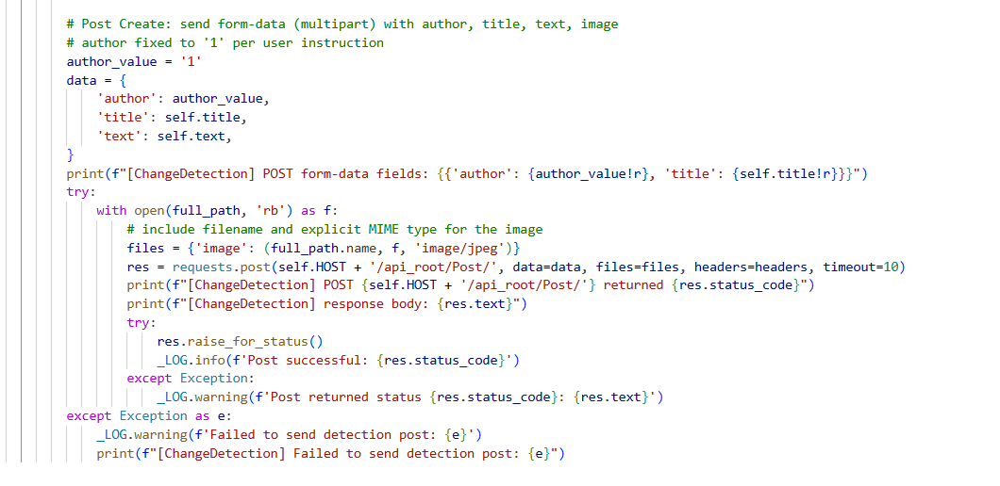 # Post Create: send form-data (multipart) with author, title, text, image
# author fixed to '1' per user instruction
author_value = '1'
data = {
    'author': author_value,
    'title': self.title,
    'text': self.text,
}
print(f"[ChangeDetection] POST form-data fields: {{'author': {author_value!r}, 'title': {self.title!r}}}")
try:
    with open(full_path, 'rb') as f:
        # include filename and explicit MIME type for the image
        files = {'image': (full_path.name, f, 'image/jpeg')}
        res = requests.post(self.HOST + '/api_root/Post/', data=data, files=files, headers=headers, timeout=10)
        print(f"[ChangeDetection] POST {self.HOST + '/api_root/Post/'} returned {res.status_code}")
        print(f"[ChangeDetection] response body: {res.text}")
        try:
            res.raise_for_status()
            _LOG.info(f'Post successful: {res.status_code}')
        except Exception:
            _LOG.warning(f'Post returned status {res.status_code}: {res.text}')
except Exception as e:
    _LOG.warning(f'Failed to send detection post: {e}')
    print(f"[ChangeDetection] Failed to send detection post: {e}")